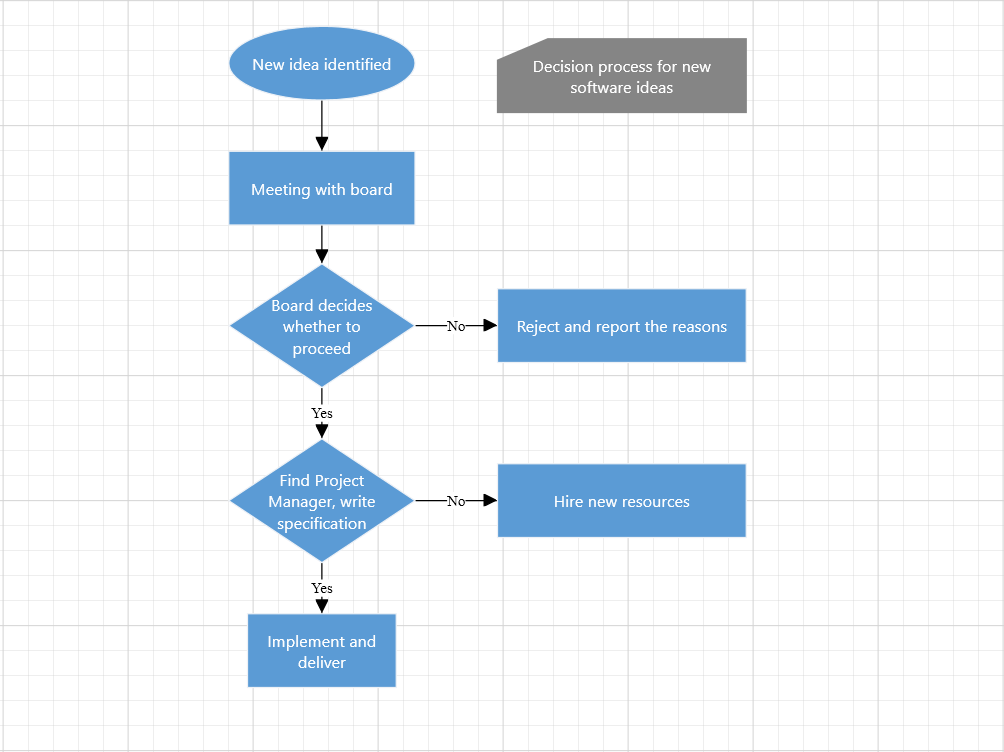 New idea identified
Decision process for new
software ideas
Meeting with board
Board decides
whether to
proceed
No
Reject and report the reasons
Yes
Find Project
Manager, write
specification
No
Hire new resources
Yes
Implement and
deliver